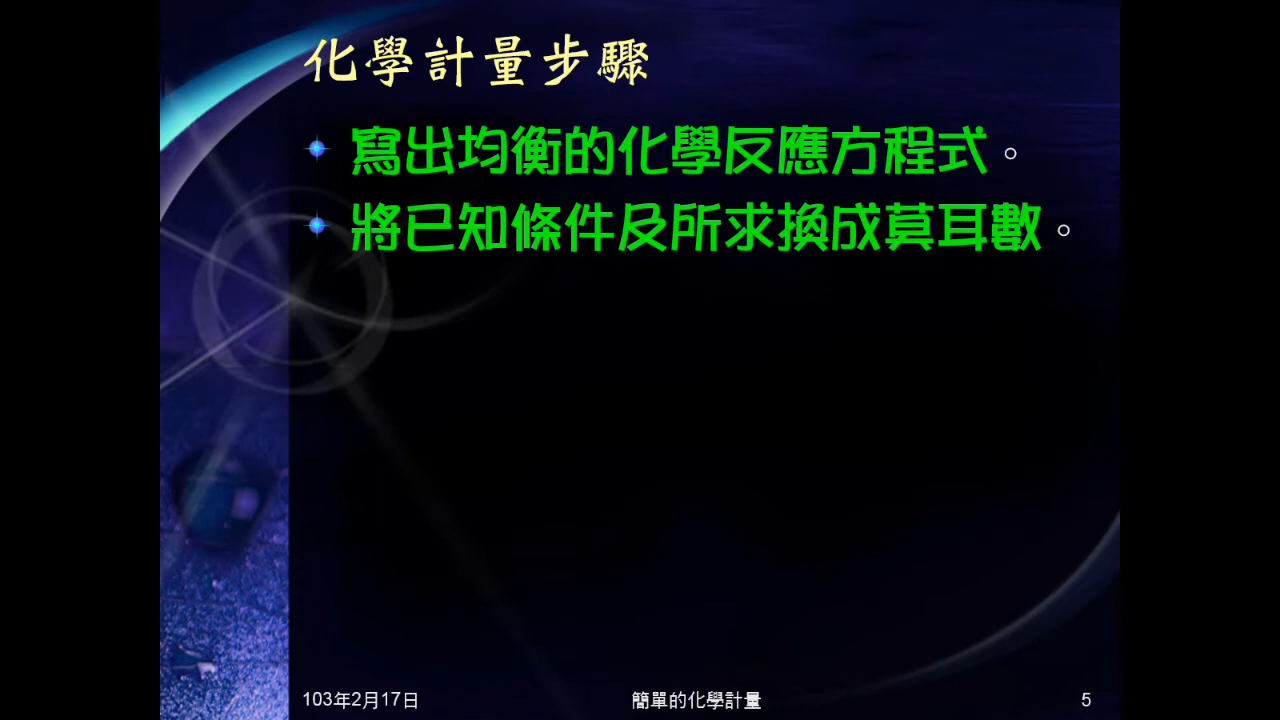 化學計量步驟
寫出均衡的化學反應方程式。
將已知條件及所求換成莫耳數。
103年2月17日
簡單的化學計量
5